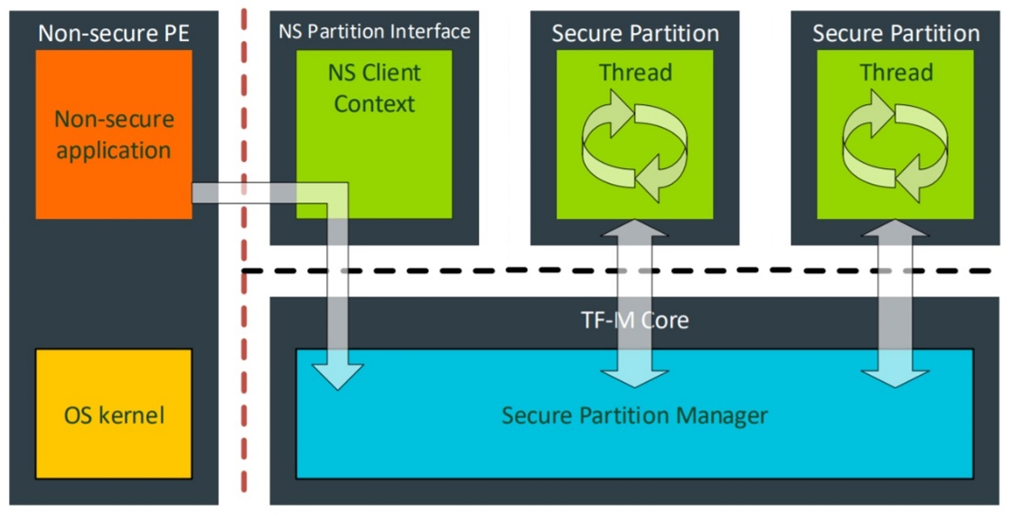 Non-secure PE
Non-secure
application
OS kernel
NS Partition Interface
NS Client
Context
Secure Partition
Thread
Secure Partition
Thread
TF-M Core
Secure Partition Manager